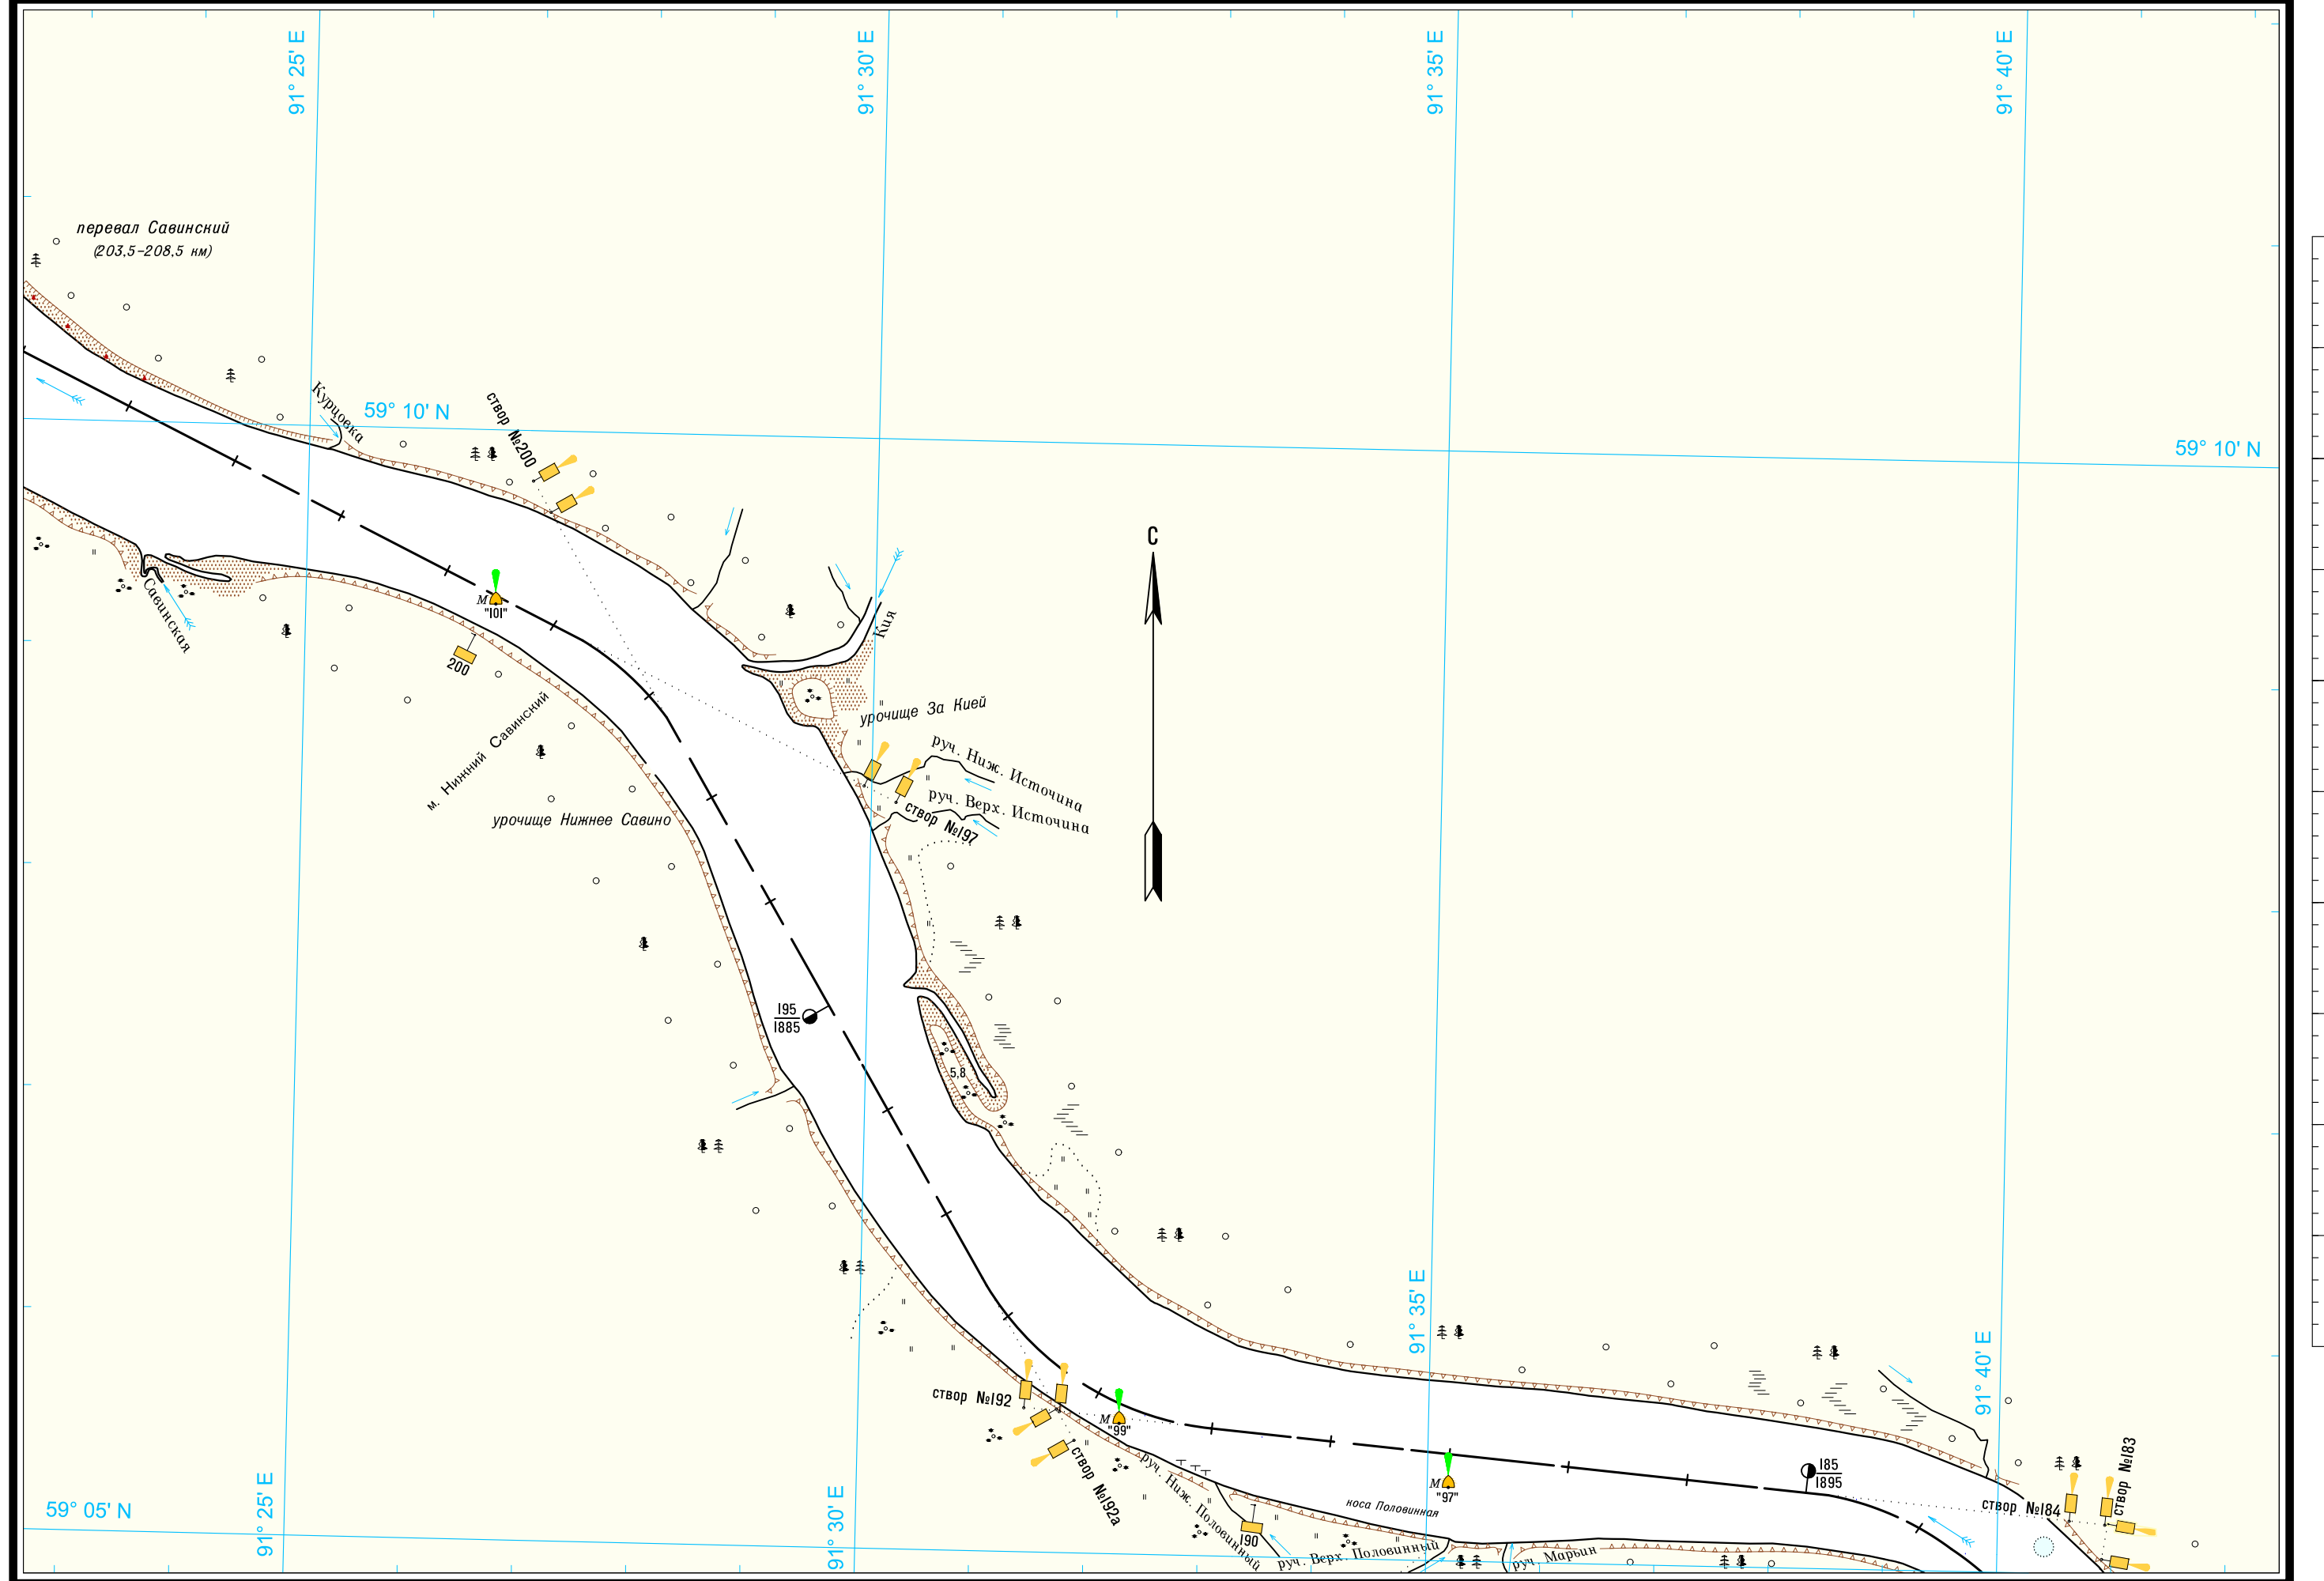 91° 25' E
91° 30' E
91° 35' E
91° 40' E
перевал Савинский
(203,5-208,5 км)
Курцовка
59° 10' N
створ №200
59° 10' N
С
Савинская
М
"101"
200
Кия
м. Нижний Савинский
урочище За Кией
руч. Ниж. Источина
руч. Верх. Источина
створ №197
урочище Нижнее Савино
195
1885
5,8
91° 35' E
91° 40' E
створ №192
М
"99"
створ №192а
руч. Ниж. Половинный
М
"97"
185
1895
створ №183
створ №184
коса Половинная
190
руч. Верх. Половинный
руч. Марьин
59° 05' N
91° 25' E
91° 30' E